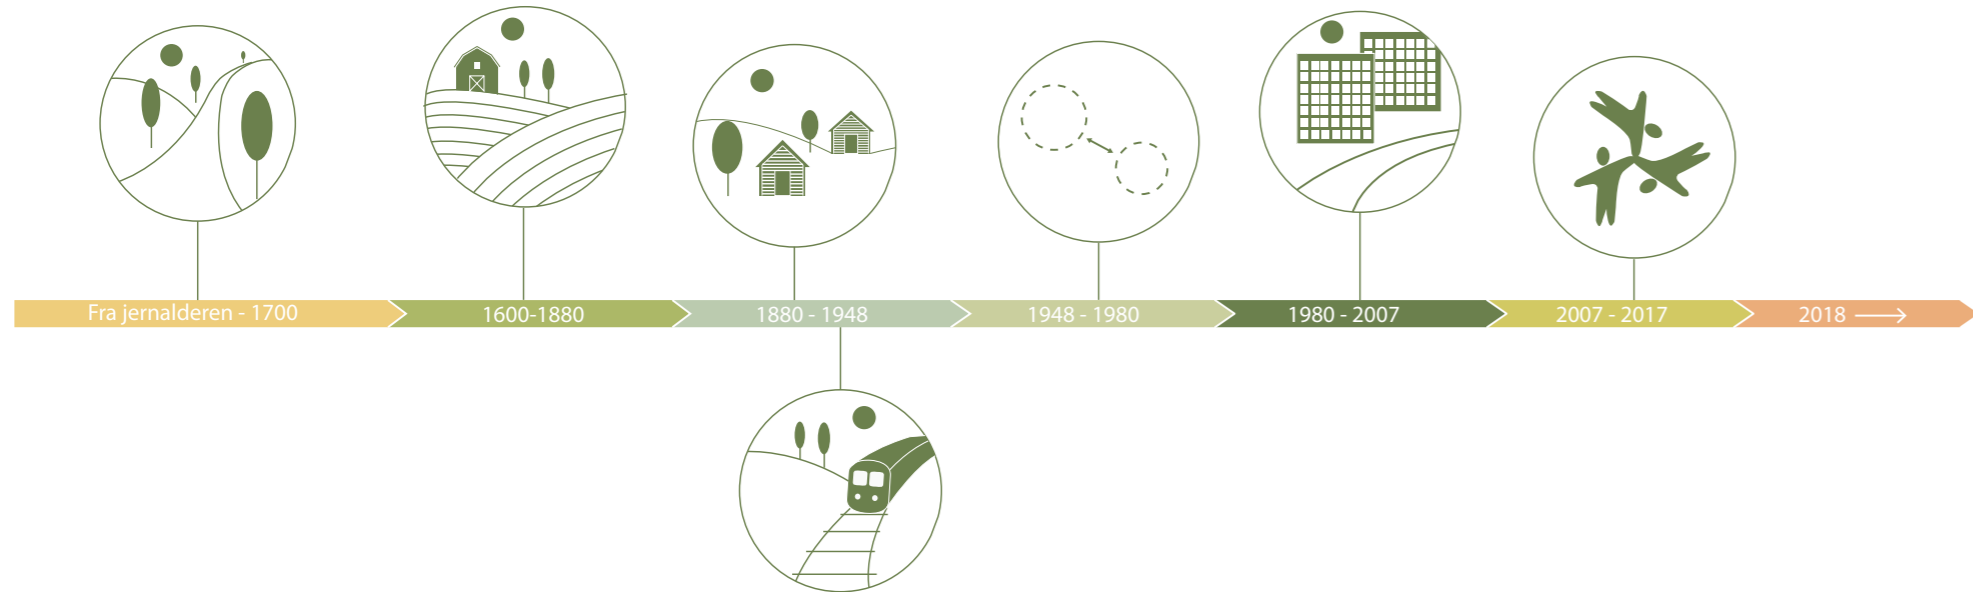 Fra jernalderen - 1700
1600-1880
1880 - 1948
1948 - 1980
1980 - 2007
2007 - 2017
2018 →